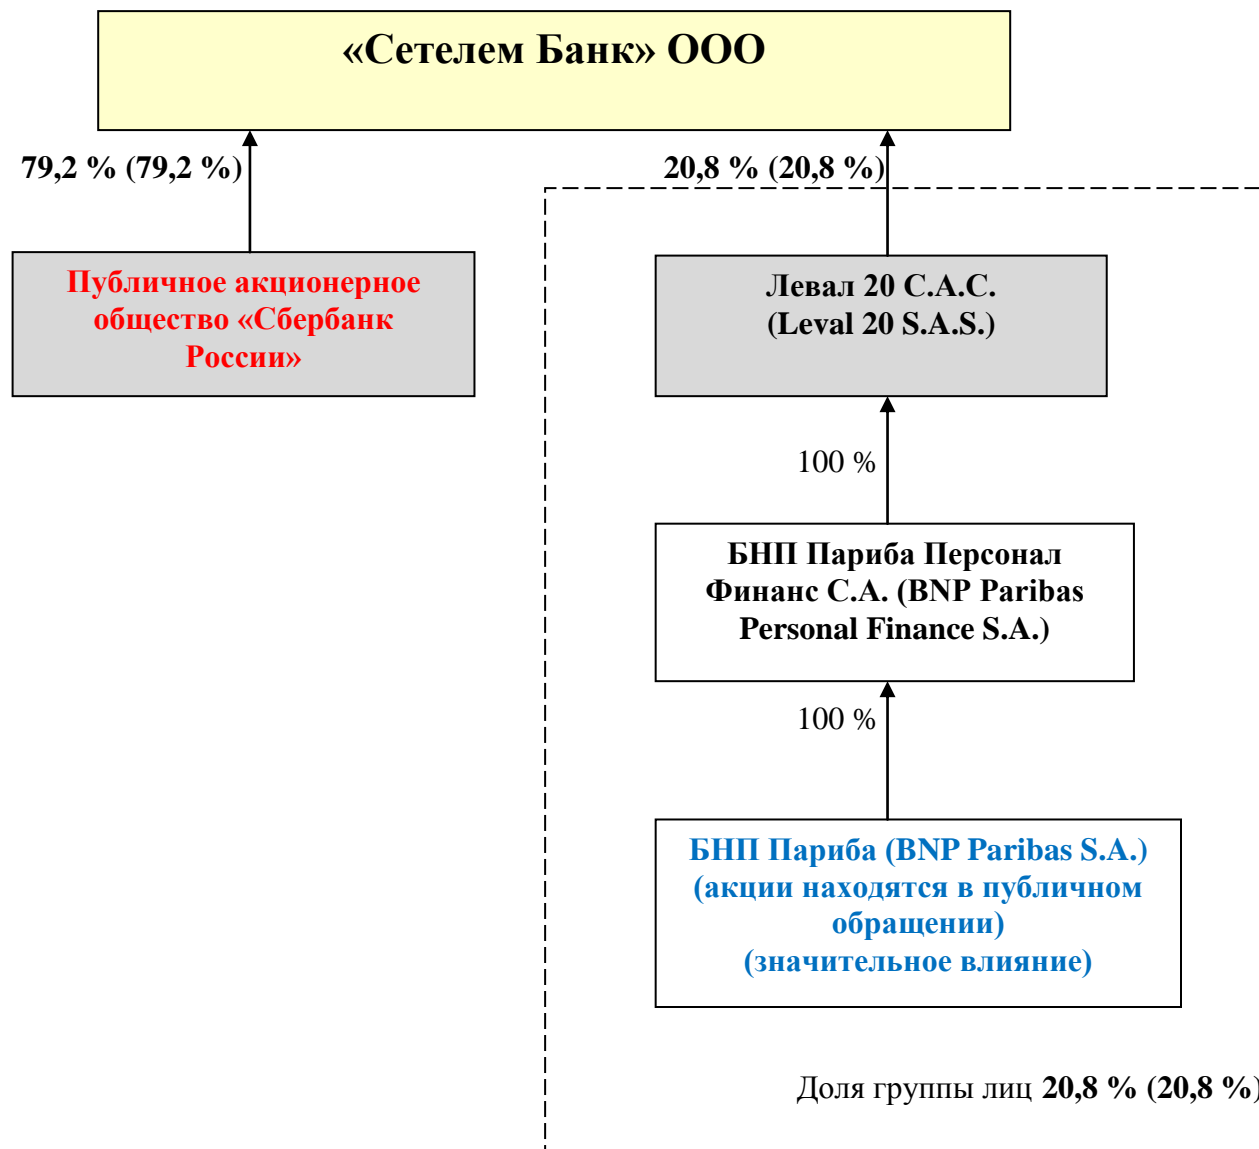 «Сетелем Банк» ООО
79,2 % (79,2 %)
20,8 % (20,8 %)
Публичное акционерное
общество «Сбербанк
России»
Левал 20 С.А.С.
(Leval 20 S.A.S.)
100 %
БНП Париба Персонал
Финанс С.А. (BNP Paribas
Personal Finance S.A.)
100 %
БНП Париба (BNP Paribas S.A.)
(акции находятся в публичном
обращении)
(значительное влияние)
Доля группы лиц 20,8 % (20,8 %)